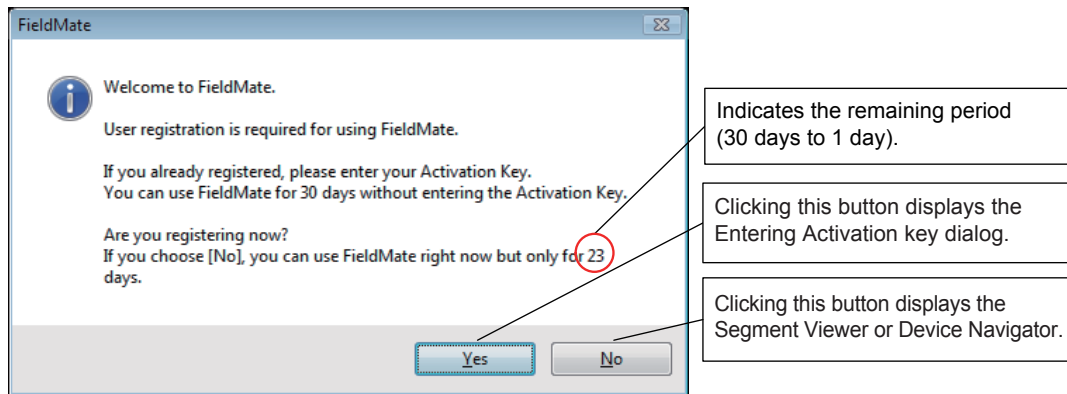 FieldMate
Welcome to FieldMate.
User registration is required for using FieldMate.
If you already registered, please enter your Activation Key.
You can use FieldMate for 30 days without entering the Activation Key.
Are you registering now?
If you choose [No], you can use FieldMate right now but only for 23
days.
Yes
No
Indicates the remaining period
(30 days to 1 day).
Clicking this button displays the
Entering Activation key dialog.
Clicking this button displays the
Segment Viewer or Device Navigator.